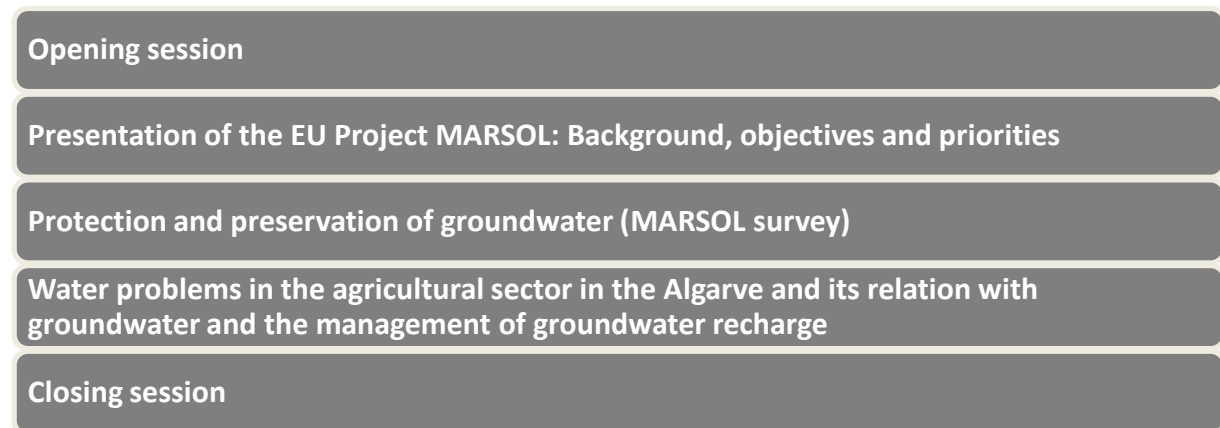 Opening session
Presentation of the EU Project MARSOL: Background, objectives and priorities
Protection and preservation of groundwater (MARSOL survey)
Water problems in the agricultural sector in the Algarve and its relation with
groundwater and the management of groundwater recharge
Closing session